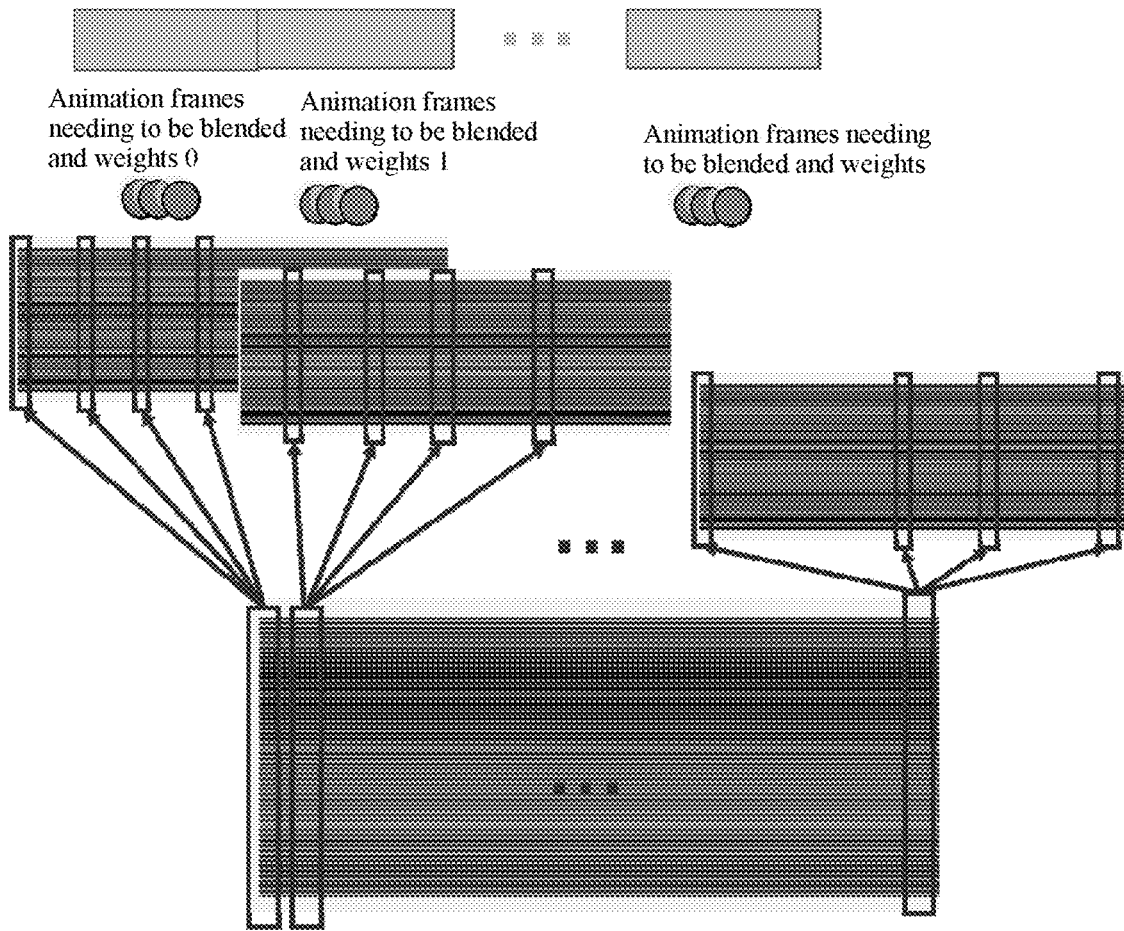 Animation frames
needing to be blended
and weights 0
Animation frames
needing to be blended
and weights 1
Animation frames needing
to be blended and weights